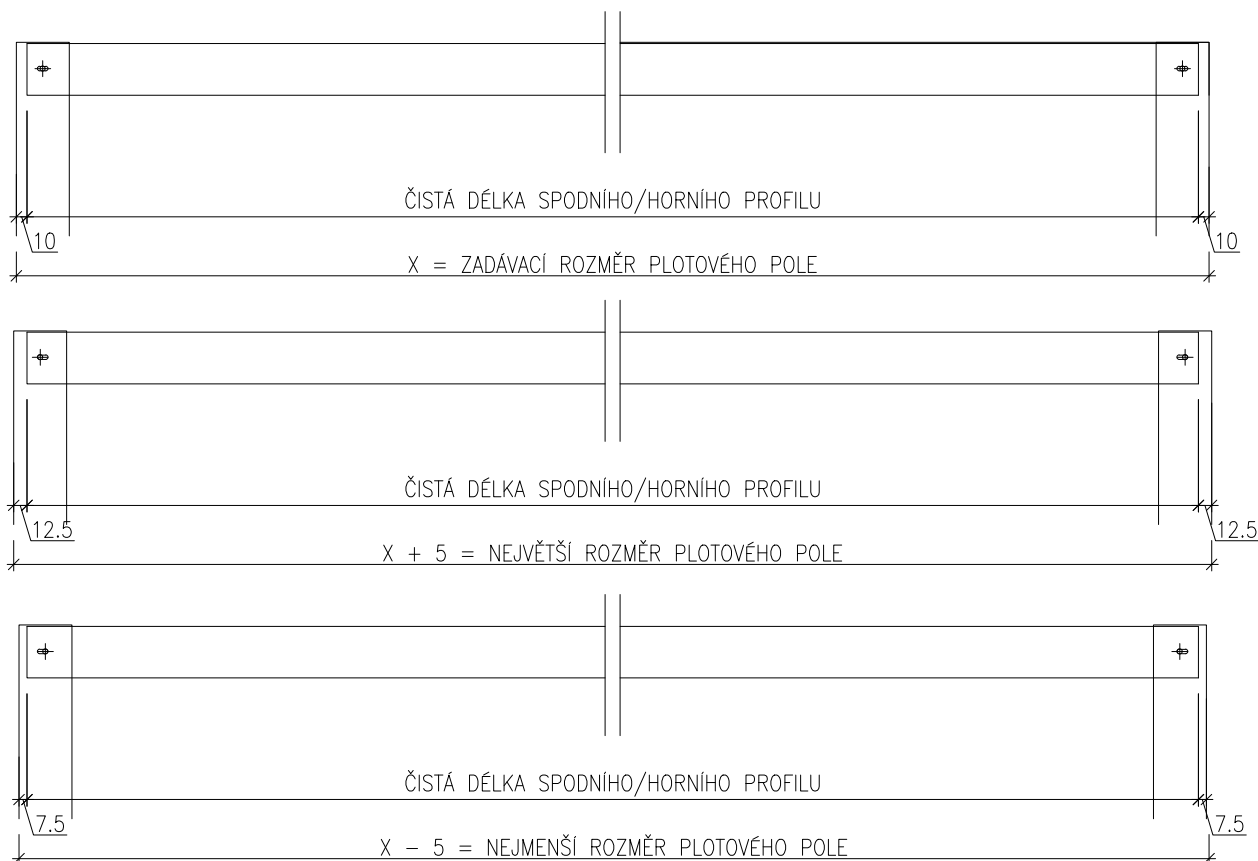 ČISTÁ DÉLKA SPODNÍHO/HORNÍHO PROFILU
10 10
X = ZADÁVACÍ ROZMĚR PLOTOVÉHO POLE
ČISTÁ DÉLKA SPODNÍHO/HORNÍHO PROFILU
12.5 12.5
X + 5 = NEJVĚTŠÍ ROZMĚR PLOTOVÉHO POLE
ČISTÁ DÉLKA SPODNÍHO/HORNÍHO PROFILU
7.5 7.5
X - 5 = NEJMENŠÍ ROZMĚR PLOTOVÉHO POLE